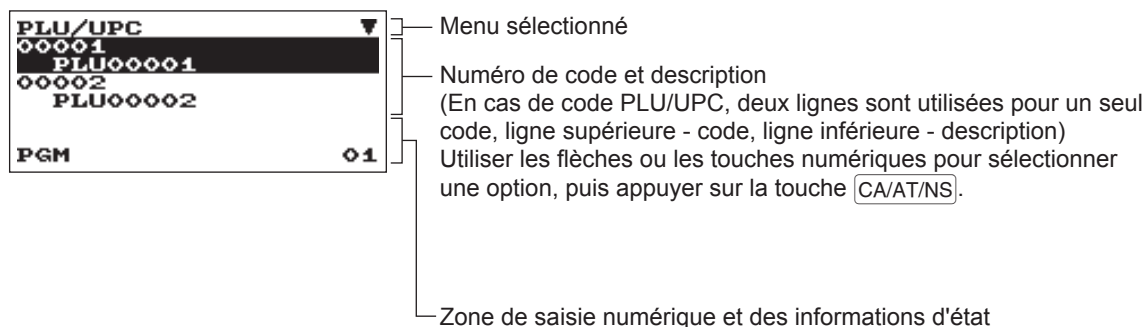 PLU/UPC ▼
00001
PLU00001
00002
PLU00002
PGM 01
Menu sélectionné
Numéro de code et description
(En cas de code PLU/UPC, deux lignes sont utilisées pour un seul
code, ligne supérieure - code, ligne inférieure - description)
Utiliser les flèches ou les touches numériques pour sélectionner
une option, puis appuyer sur la touche CA/AT/NS.
Zone de saisie numérique et des informations d'état